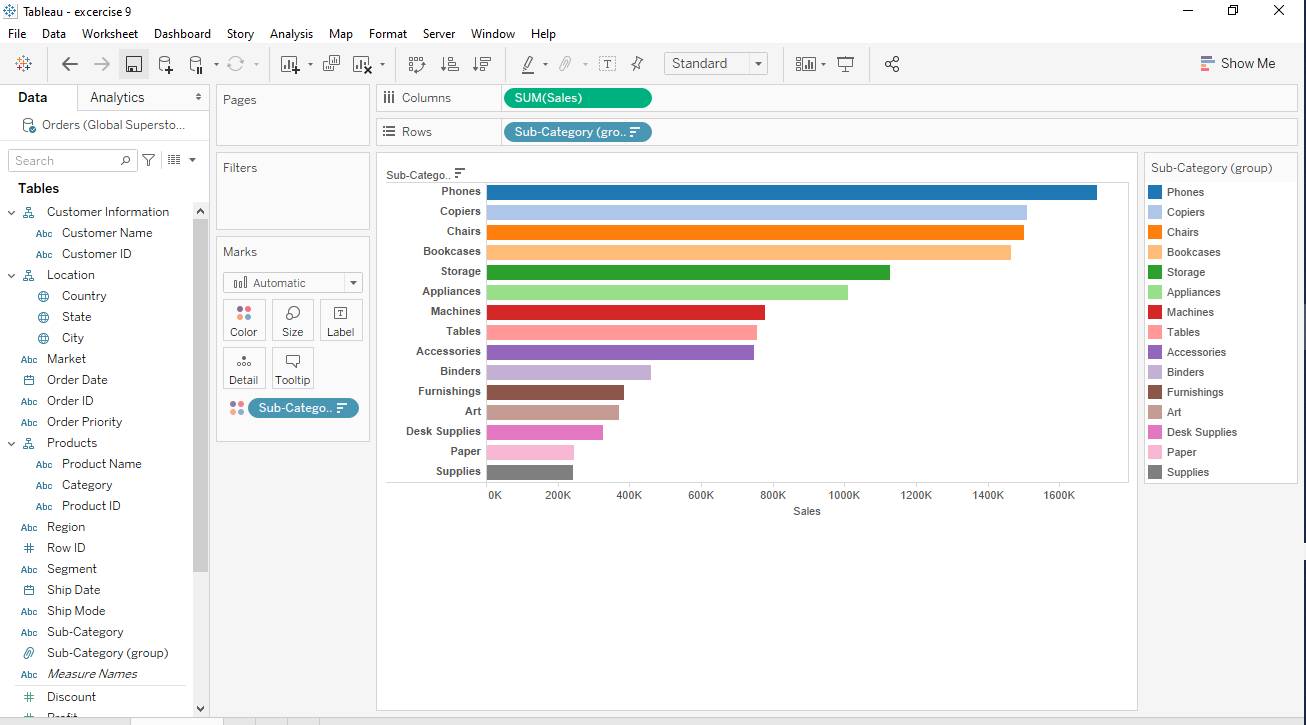 Tableau - excercise 9
File Data Worksheet Dashboard Story Analysis Map Format Server Window Help
Standard
Show Me
Data Analytics
Orders (Global Supersto...
Search
Tables
Customer Information
Abc Customer Name
Abc Customer ID
Location
Country
State
City
Abc Market
Order Date
Abc Order ID
Abc Order Priority
Products
Abc Product Name
Abc Category
Abc Product ID
Abc Region
# Row ID
Abc Segment
Ship Date
Abc Ship Mode
Abc Sub-Category
Sub-Category (group)
Abc Measure Names
# Discount
Profit
Pages
Filters
Marks
Automatic
Color Size Label
Detail Tooltip
Sub-Catego..
Columns SUM(Sales)
Rows Sub-Category (gro..
Sub-Catego..
Phones
Copiers
Chairs
Bookcases
Storage
Appliances
Machines
Tables
Accessories
Binders
Furnishings
Art
Desk Supplies
Paper
Supplies
0K 200K 400K 600K 800K 1000K 1200K 1400K 1600K
Sales
Sub-Category (group)
Phones
Copiers
Chairs
Bookcases
Storage
Appliances
Machines
Tables
Accessories
Binders
Furnishings
Art
Desk Supplies
Paper
Supplies